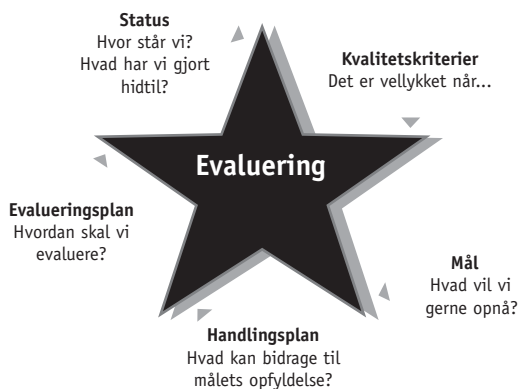 Status
Hvor står vi?
Hvad har vi gjort
hidtil?
Kvalitetskriterier
Det er vellykket når...
Evaluering
Evalueringsplan
Hvordan skal vi
evaluere?
Mål
Hvad vil vi
gerne opnå?
Handlingsplan
Hvad kan bidrage til
målets opfyldelse?